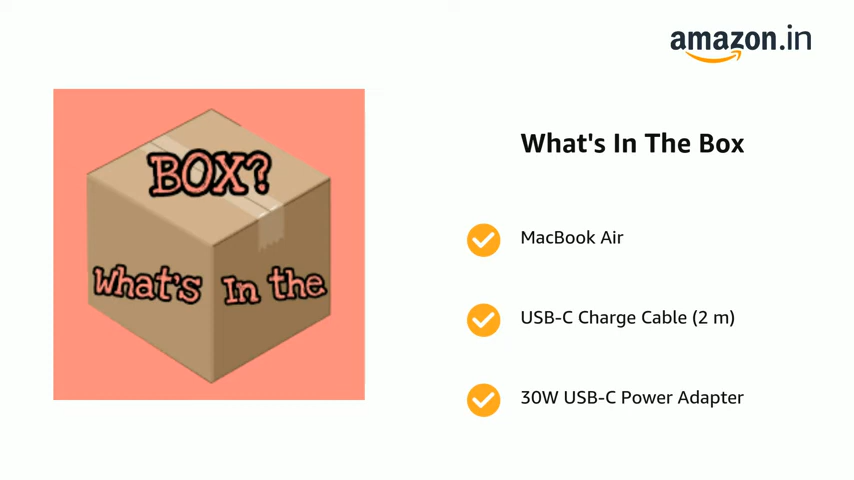 amazon.in
BOX?
What's In the
What's In The Box
MacBook Air
USB-C Charge Cable (2 m)
30W USB-C Power Adapter